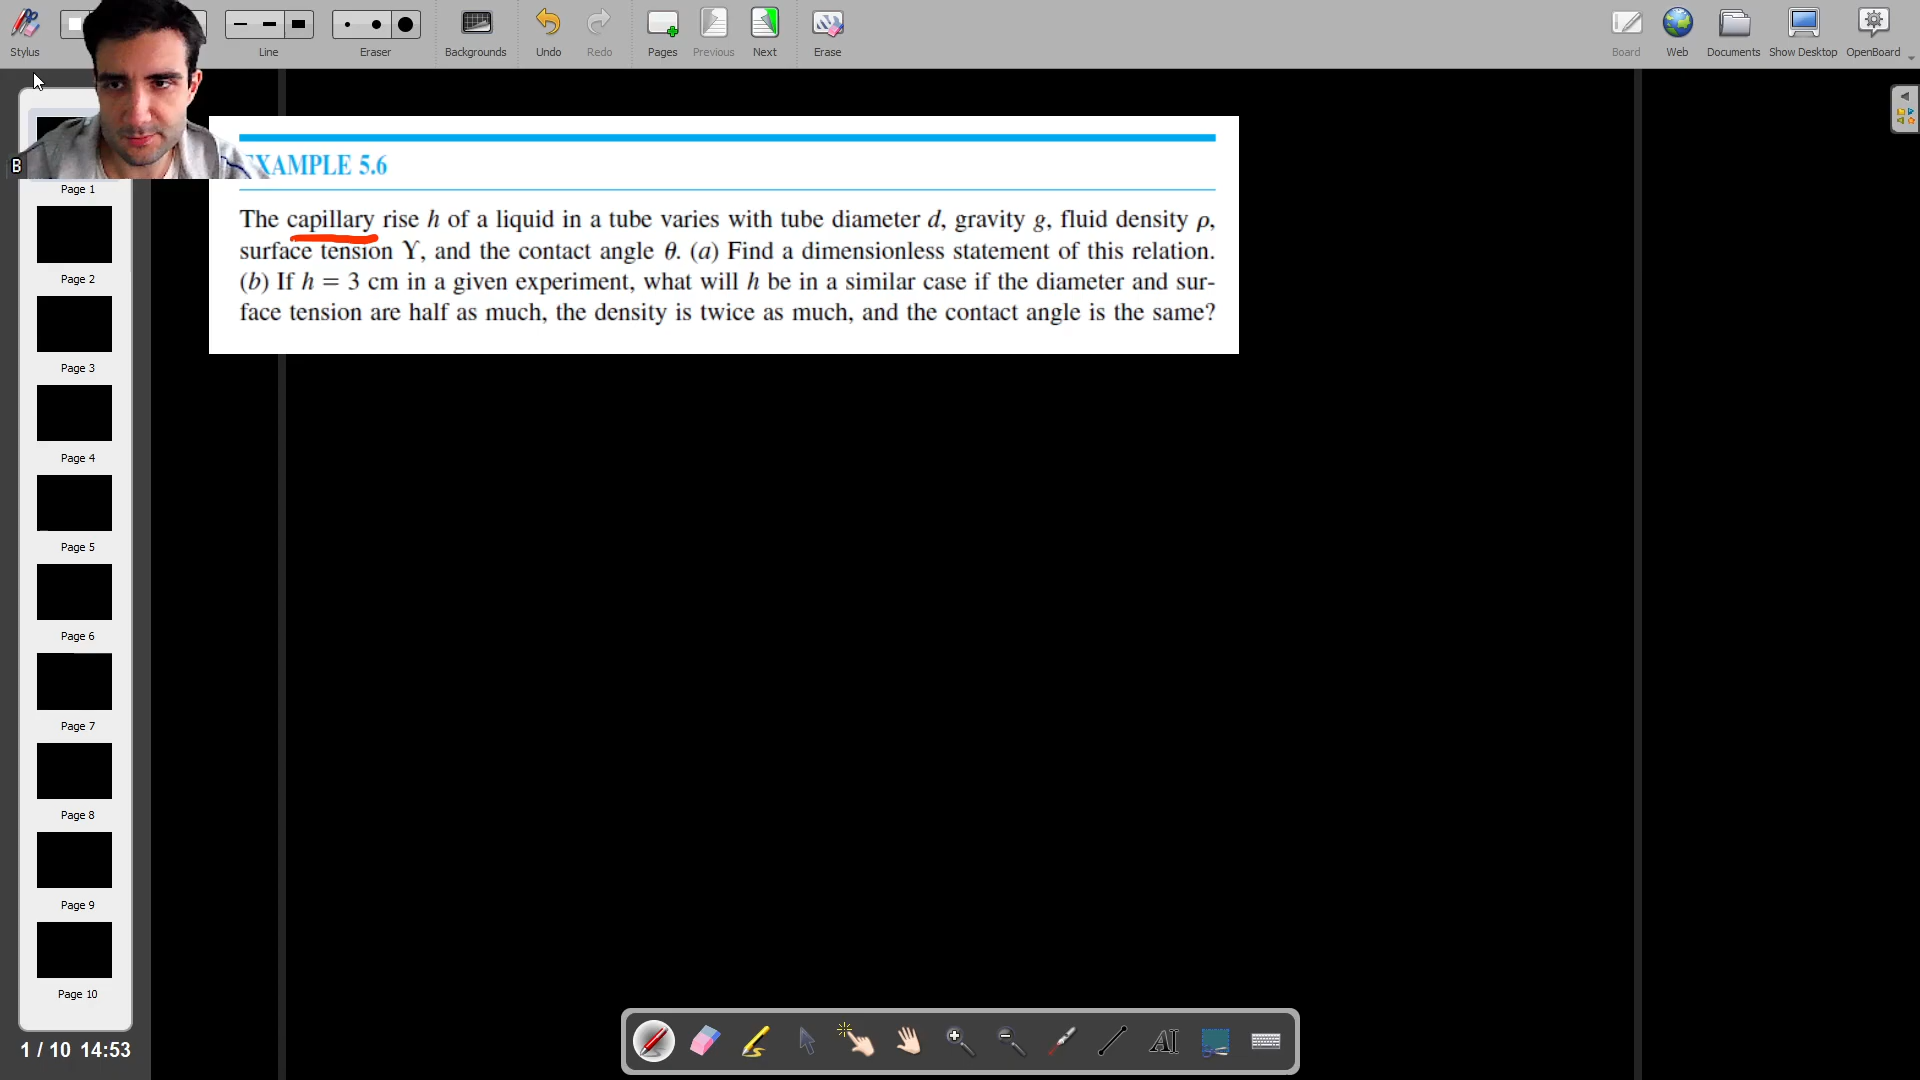 Stylus
Line
Eraser
Backgrounds
Undo
Redo
Pages
Previous
Next
Erase
Board
Web
Documents
Show Desktop
OpenBoard
B
Page 1
Page 2
Page 3
Page 4
Page 5
Page 6
Page 7
Page 8
Page 9
Page 10
1 / 10 14:53
XAMPLE 5.6
The capillary rise h of a liquid in a tube varies with tube diameter d, gravity g, fluid density ρ,
surface tension Υ, and the contact angle θ. (a) Find a dimensionless statement of this relation.
(b) If h = 3 cm in a given experiment, what will h be in a similar case if the diameter and sur-
face tension are half as much, the density is twice as much, and the contact angle is the same?
AI